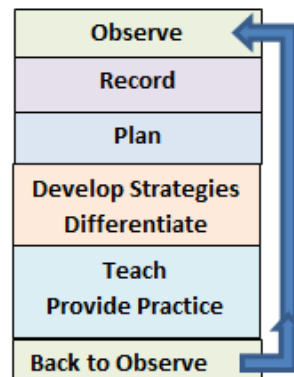 Observe
Record
Plan
Develop Strategies
Differentiate
Teach
Provide Practice
Back to Observe